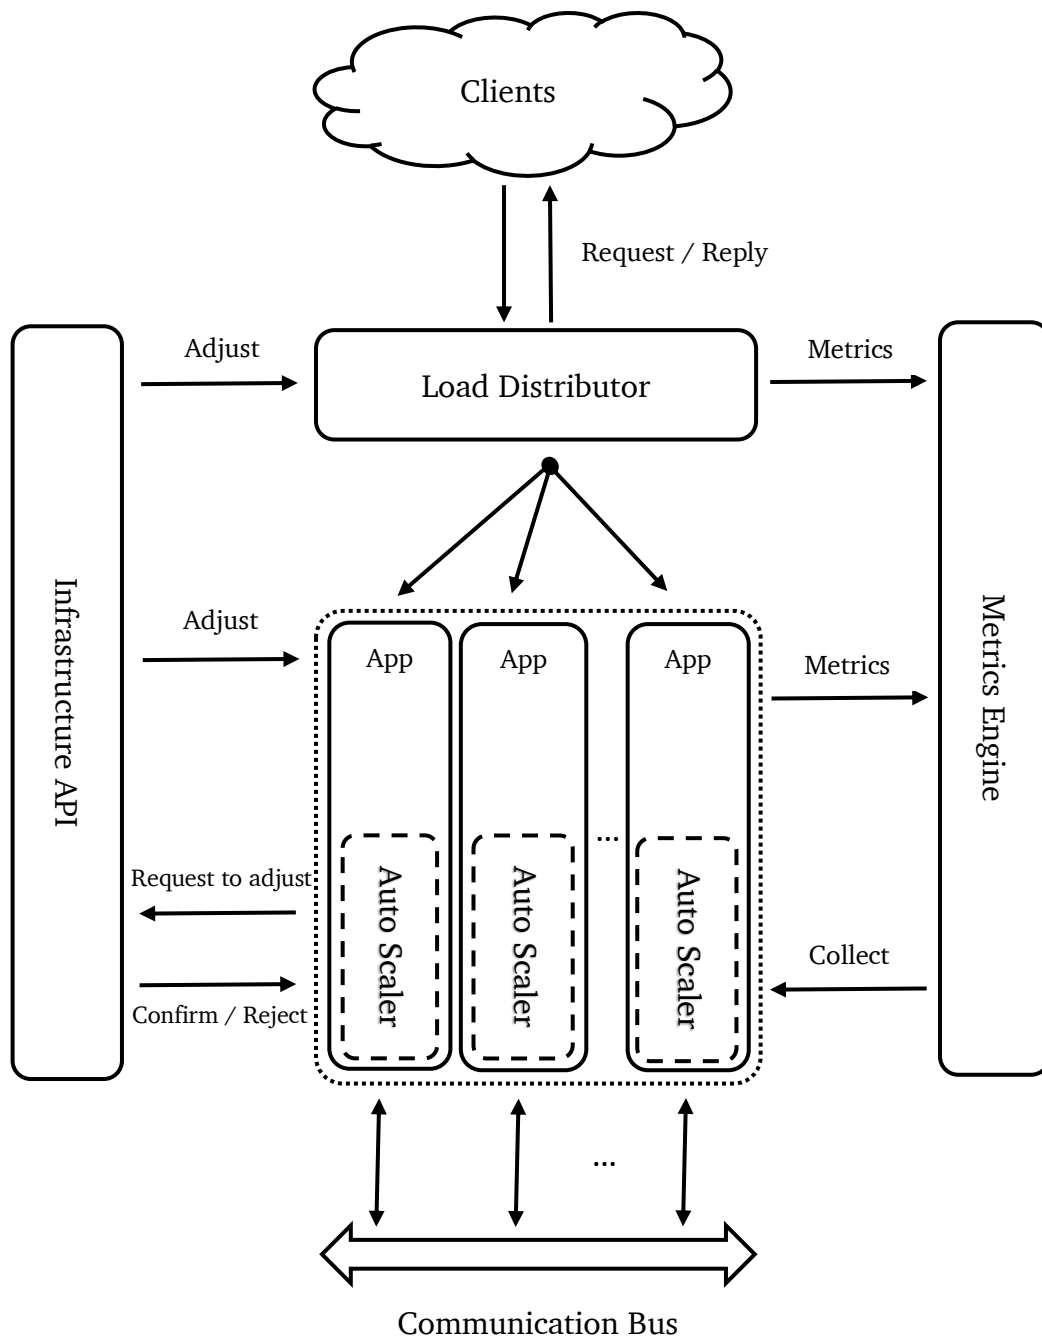 Clients
Request / Reply
Adjust
Load Distributor
Metrics
Infrastructure API
Adjust
App
App
App
Metrics
Metrics Engine
...
Request to adjust
Auto Scaler
Auto Scaler
Auto Scaler
Collect
Confirm / Reject
...
Communication Bus